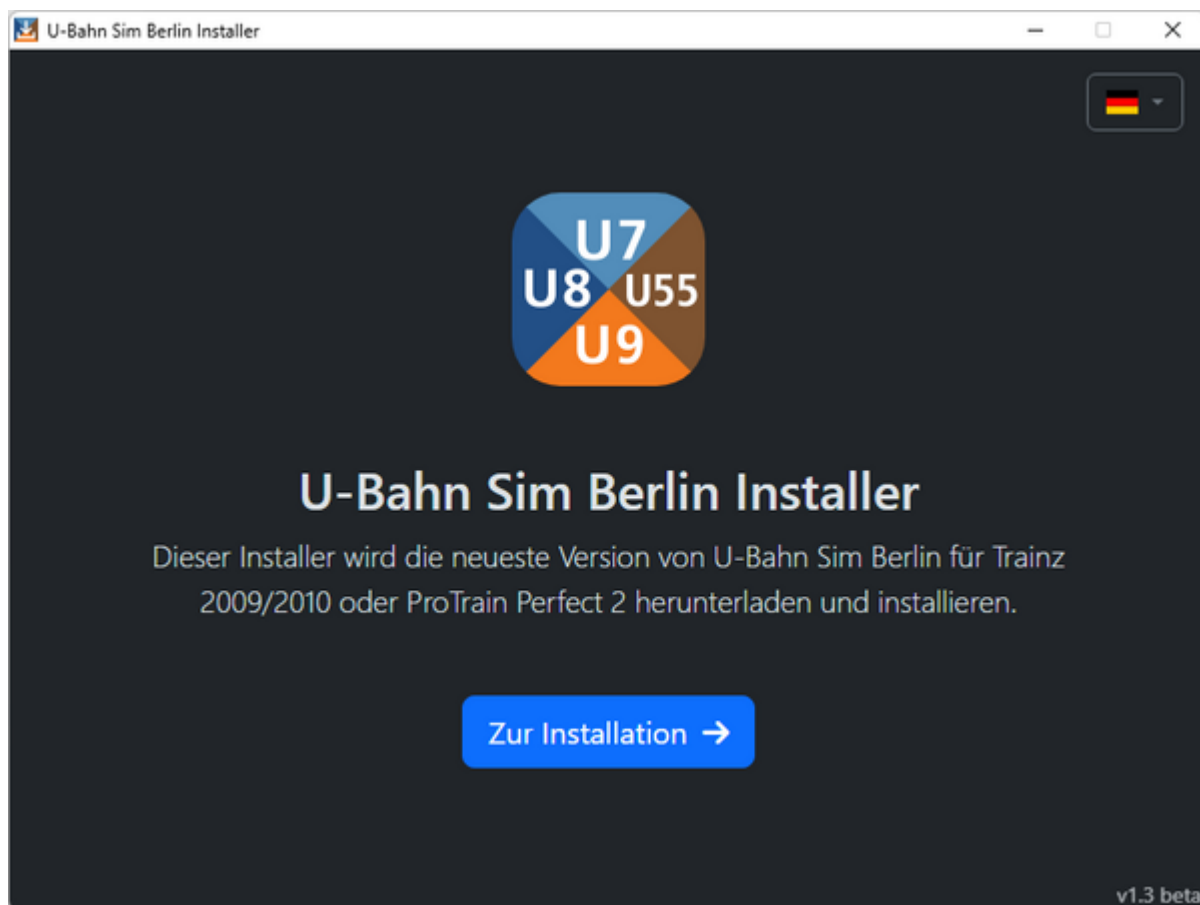 U-Bahn Sim Berlin Installer
U7
U8 U55
U9
U-Bahn Sim Berlin Installer
Dieser Installer wird die neueste Version von U-Bahn Sim Berlin für Trainz
2009/2010 oder ProTrain Perfect 2 herunterladen und installieren.
Zur Installation
v1.3 beta